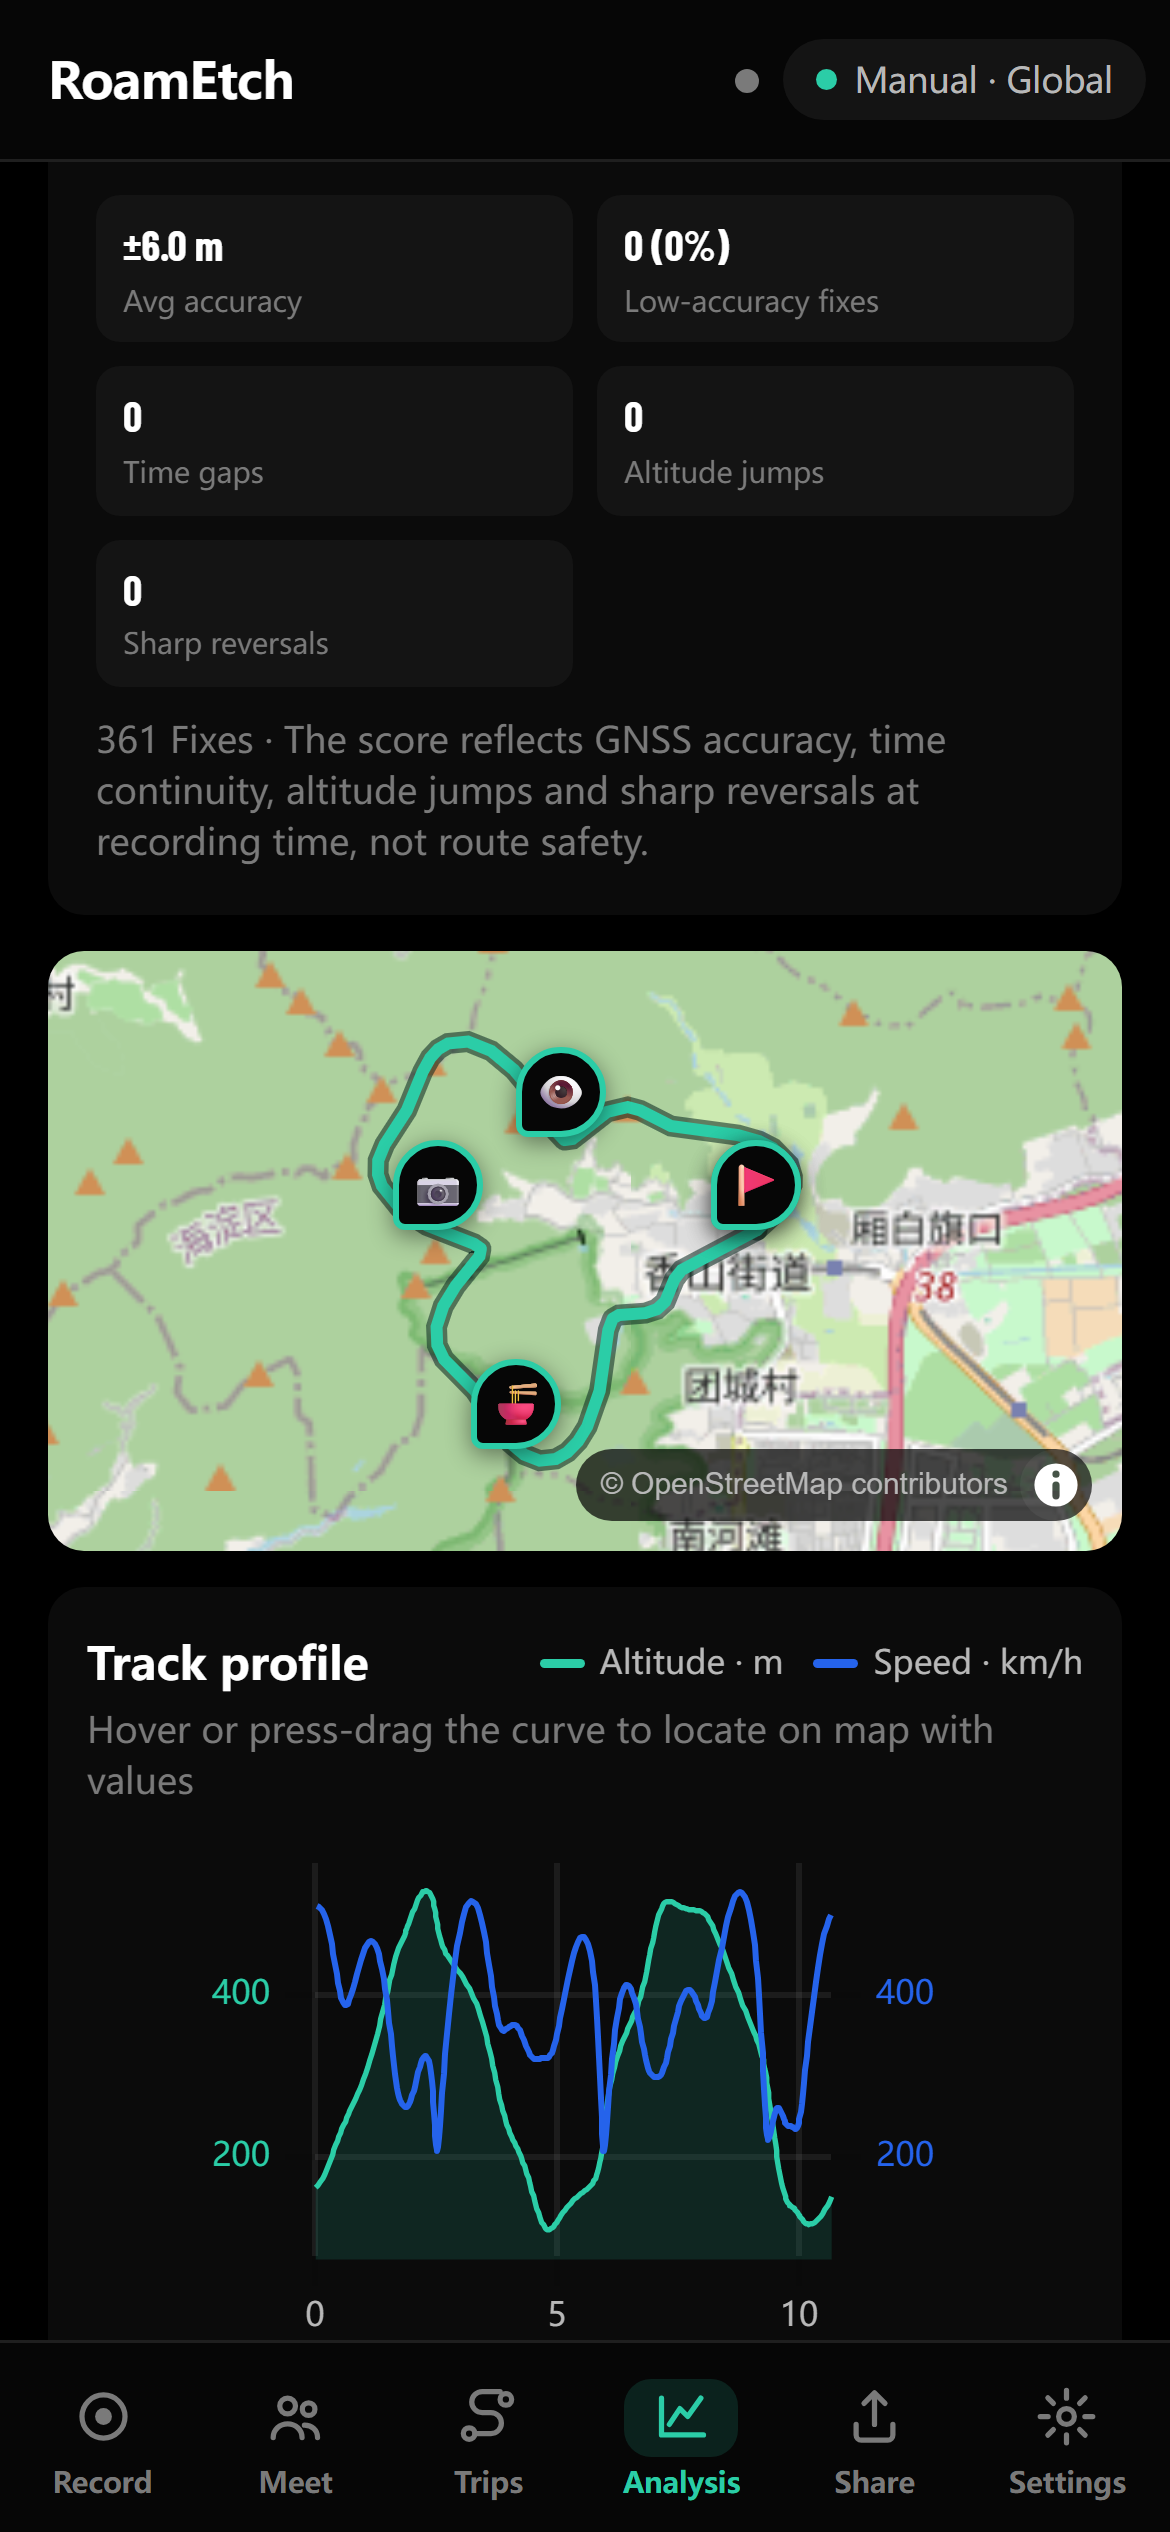 RoamEtch
Manual · Global
±6.0 m
Avg accuracy
0 (0%)
Low-accuracy fixes
0
Time gaps
0
Altitude jumps
0
Sharp reversals
361 Fixes · The score reflects GNSS accuracy, time
continuity, altitude jumps and sharp reversals at
recording time, not route safety.
村
海淀区
厢白旗口
香山街道
38
团城村
© OpenStreetMap contributors
南河滩
Track profile
Altitude · m
Speed · km/h
Hover or press-drag the curve to locate on map with
values
400
400
200
200
0
5
10
Record
Meet
Trips
Analysis
Share
Settings